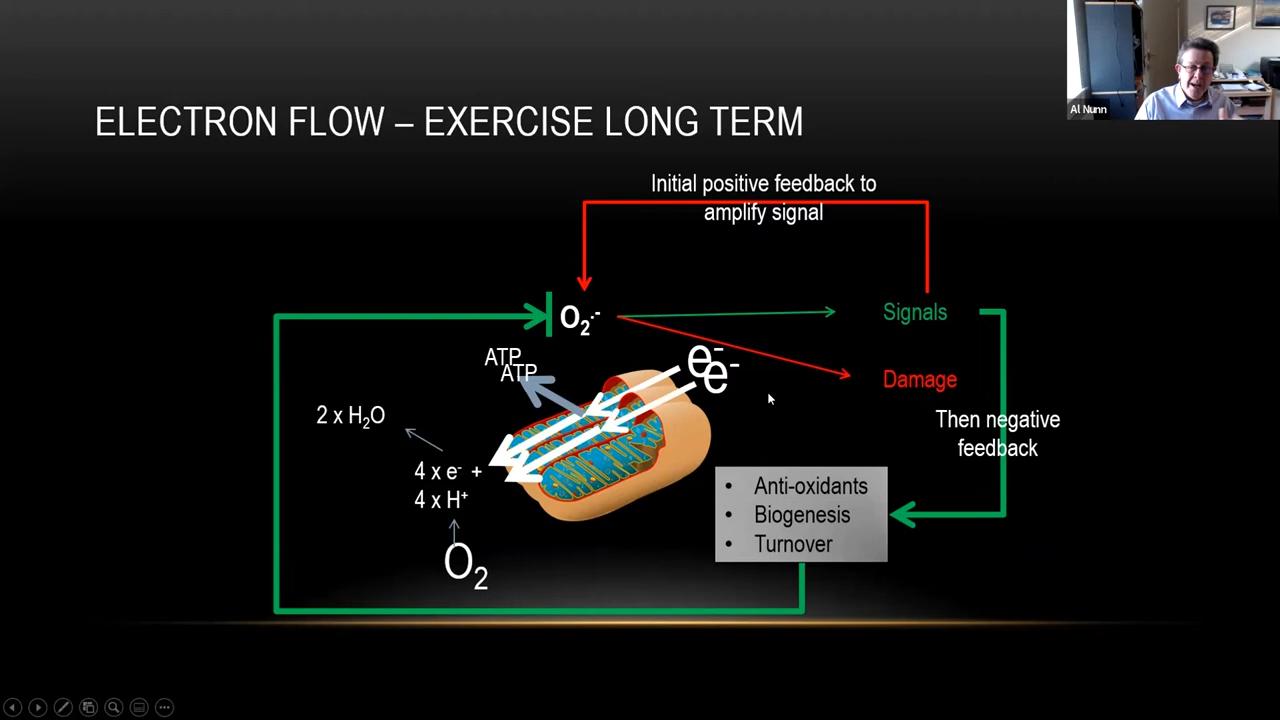 Al Nunn
ELECTRON FLOW – EXERCISE LONG TERM
Initial positive feedback to
amplify signal
O₂·-
Signals
Damage
ATP
ATP
e-
e-
2 x H₂O
4 x e- +
4 x H+
O₂
Then negative
feedback
• Anti-oxidants
• Biogenesis
• Turnover